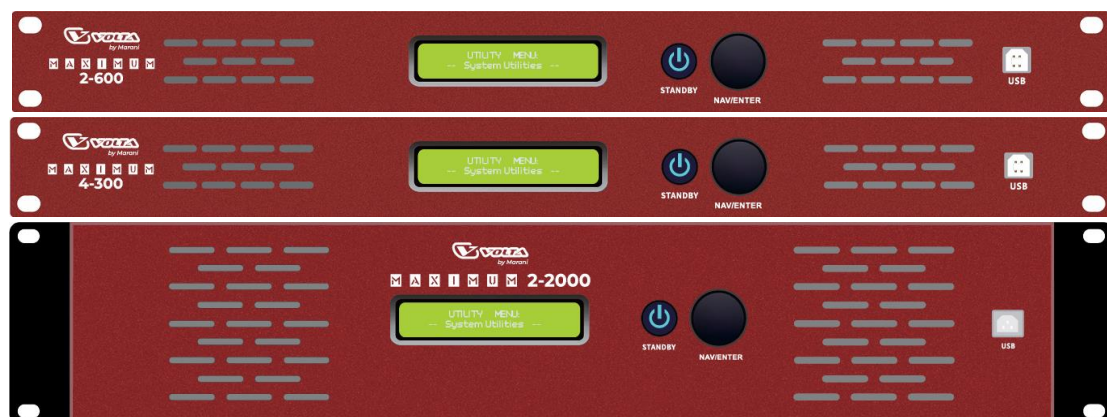 VOLTA
by Marani
MAXIMUM
2-600
UTILITY MENU:
-- System Utilities --
STANDBY
NAV/ENTER
USB
VOLTA
by Marani
MAXIMUM
4-300
UTILITY MENU:
-- System Utilities --
STANDBY
NAV/ENTER
USB
VOLTA
by Marani
MAXIMUM 2-2000
UTILITY MENU:
-- System Utilities --
STANDBY
NAV/ENTER
USB